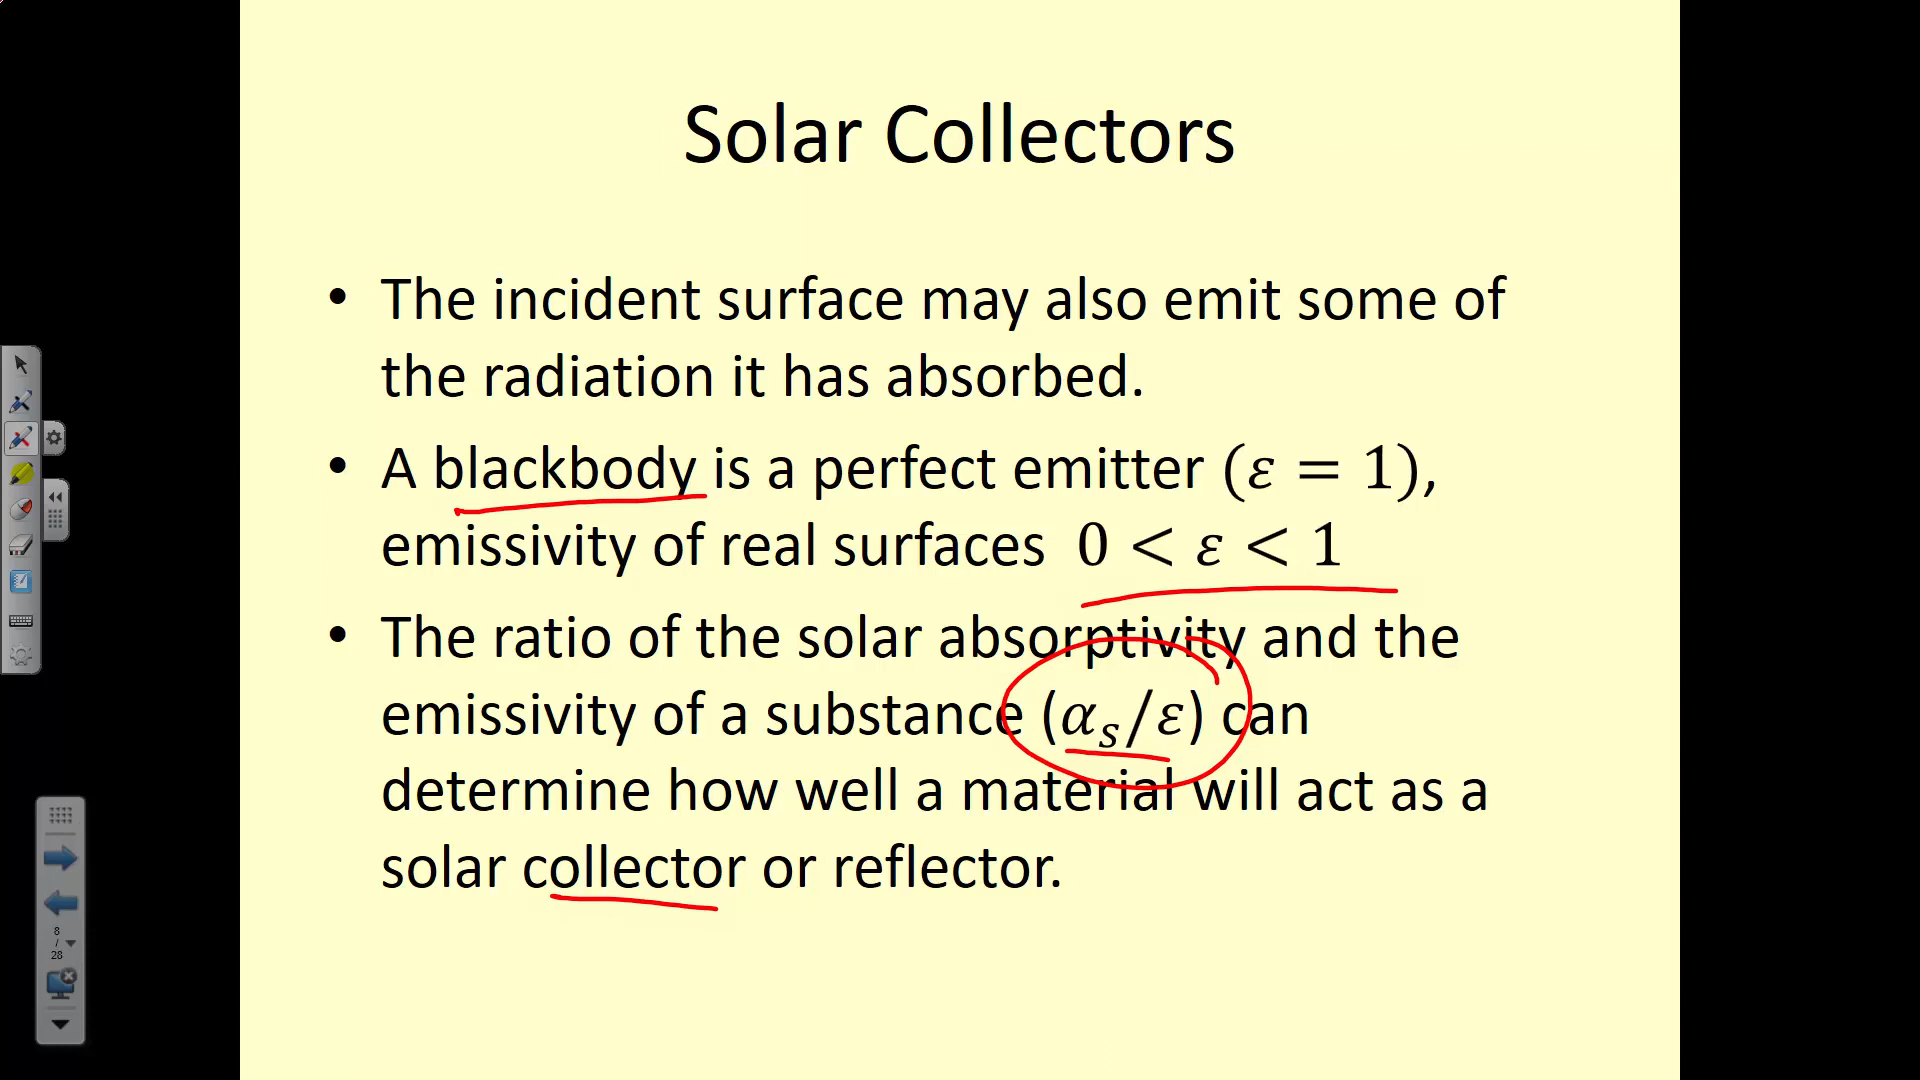 Solar Collectors
• The incident surface may also emit some of
the radiation it has absorbed.
• A blackbody is a perfect emitter (ε = 1),
emissivity of real surfaces 0 < ε < 1
• The ratio of the solar absorptivity and the
emissivity of a substance (αₛ/ε) can
determine how well a material will act as a
solar collector or reflector.
8
/
28